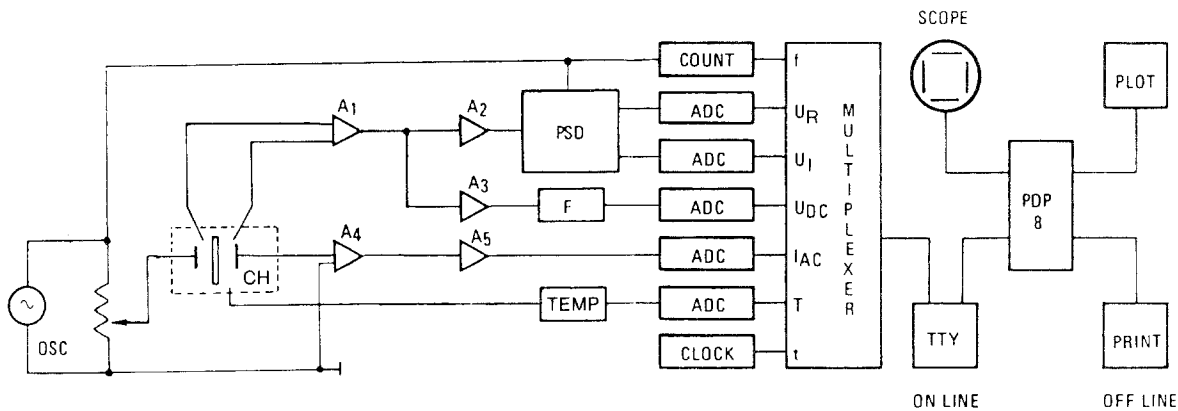 SCOPE
COUNT
f
PLOT
A1
A2
PSD
ADC
UR
MULTIPLEXER
ADC
UI
A3
F
ADC
UDC
PDP
8
A4
A5
ADC
IAC
CH
TEMP
ADC
T
OSC
CLOCK
t
TTY
PRINT
ON LINE
OFF LINE